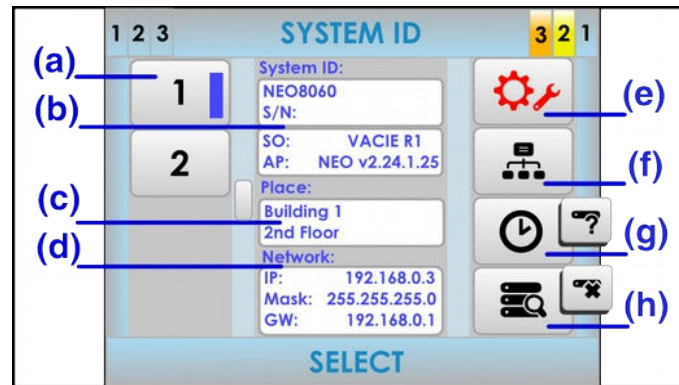 1 2 3 SYSTEM ID 3 2 1
(a)
1
System ID:
NEO8060
S/N:
(b)
SO: VACIE R1
AP: NEO v2.24.1.25
2
Place:
(c)
Building 1
2nd Floor
(d)
Network:
IP: 192.168.0.3
Mask: 255.255.255.0
GW: 192.168.0.1
(e)
(f)
?
(g)
(h)
SELECT